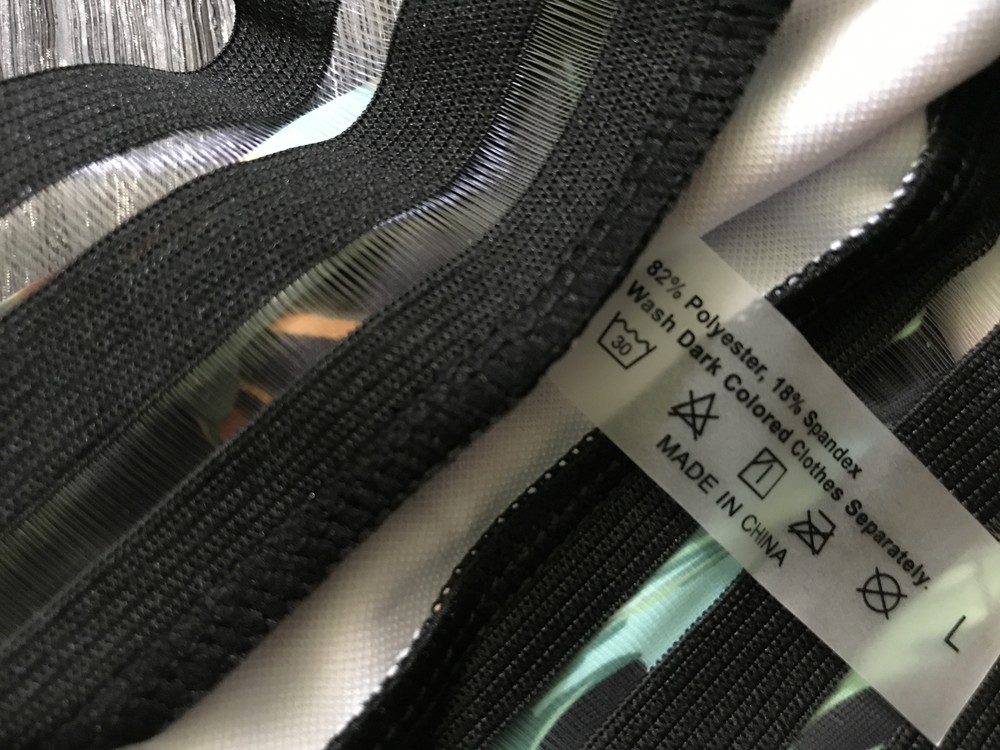 82% Polyester, 18% Spandex
Wash Dark Colored Clothes Separately.
30
MADE IN CHINA
L